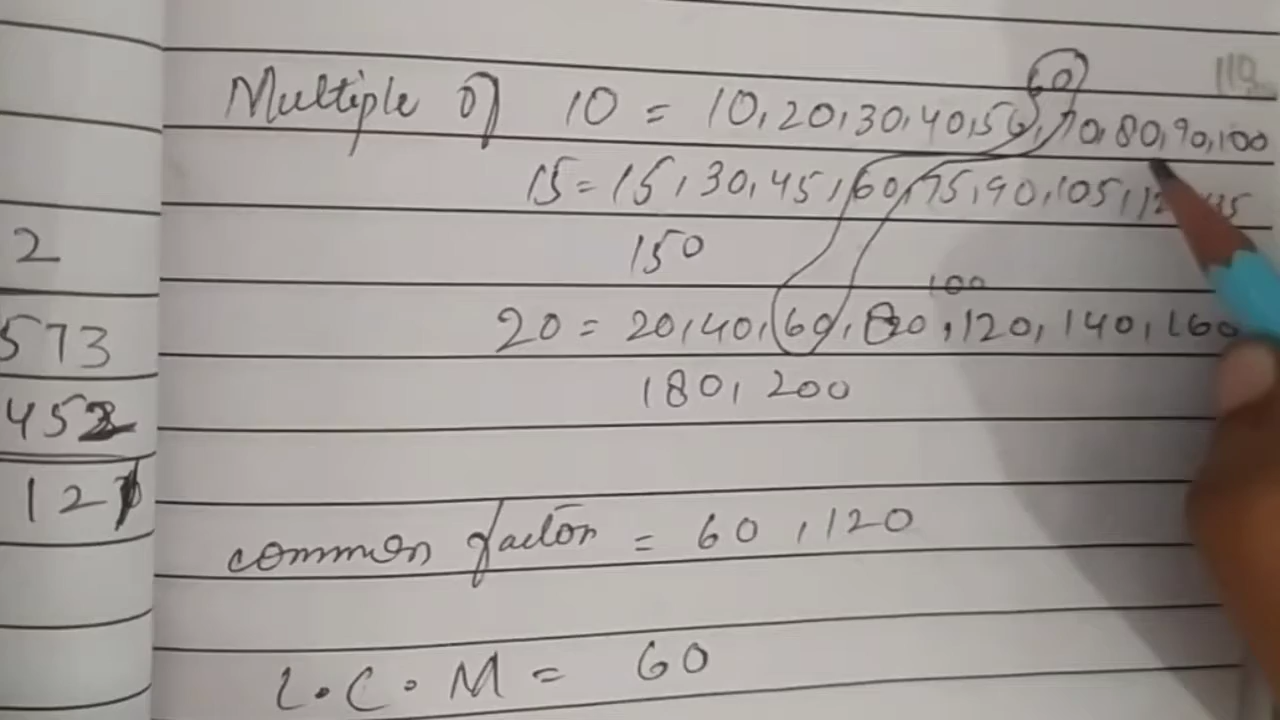 60 110
Multiple of 10 = 10, 20, 30, 40, 50, 70, 80, 90, 100
15 = 15, 30, 45, 60, 75, 90, 105,
2 150
100
573 20 = 20, 40, 60, 80, 120, 140, 160
452 180, 200
121
common factor = 60, 120
L.C.M = 60